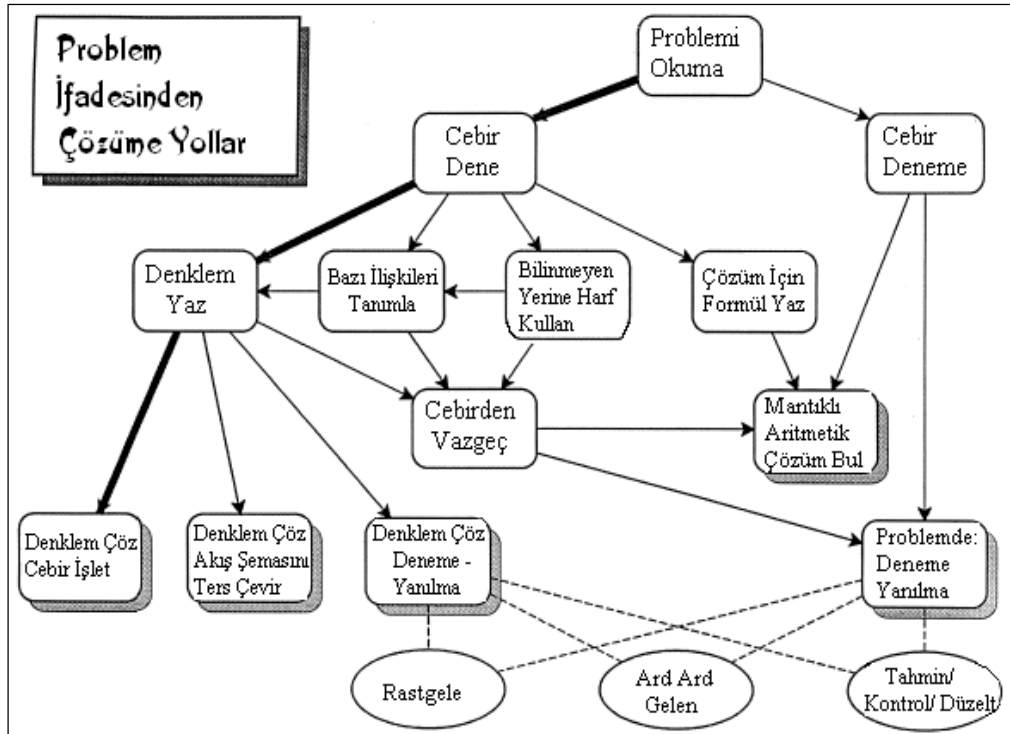 Problem
İfadesinden
Çözüme Yollar
Problemi
Okuma
Cebir
Dene
Cebir
Deneme
Denklem
Yaz
Bazı İlişkileri
Tanımla
Bilinmeyen
Yerine Harf
Kullan
Çözüm İçin
Formül Yaz
Cebirden
Vazgeç
Mantıklı
Aritmetik
Çözüm Bul
Denklem Çöz
Cebir İşlet
Denklem Çöz
Akış Şemasını
Ters Çevir
Denklem Çöz
Deneme -
Yanılma
Problemde:
Deneme
Yanılma
Rastgele
Ard Ard
Gelen
Tahmin/
Kontrol/ Düzelt